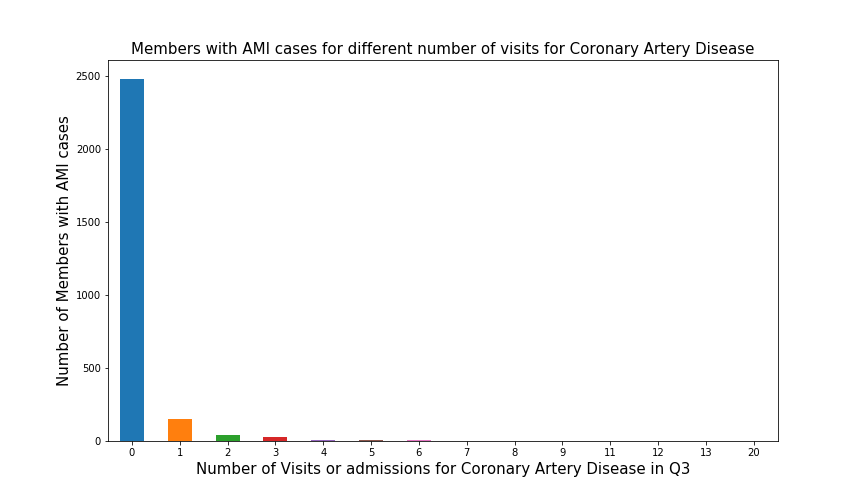 Members with AMI cases for different number of visits for Coronary Artery Disease
Number of Members with AMI cases
2500
2000
1500
1000
500
0
0 1 2 3 4 5 6 7 8 9 11 12 13 20
Number of Visits or admissions for Coronary Artery Disease in Q3